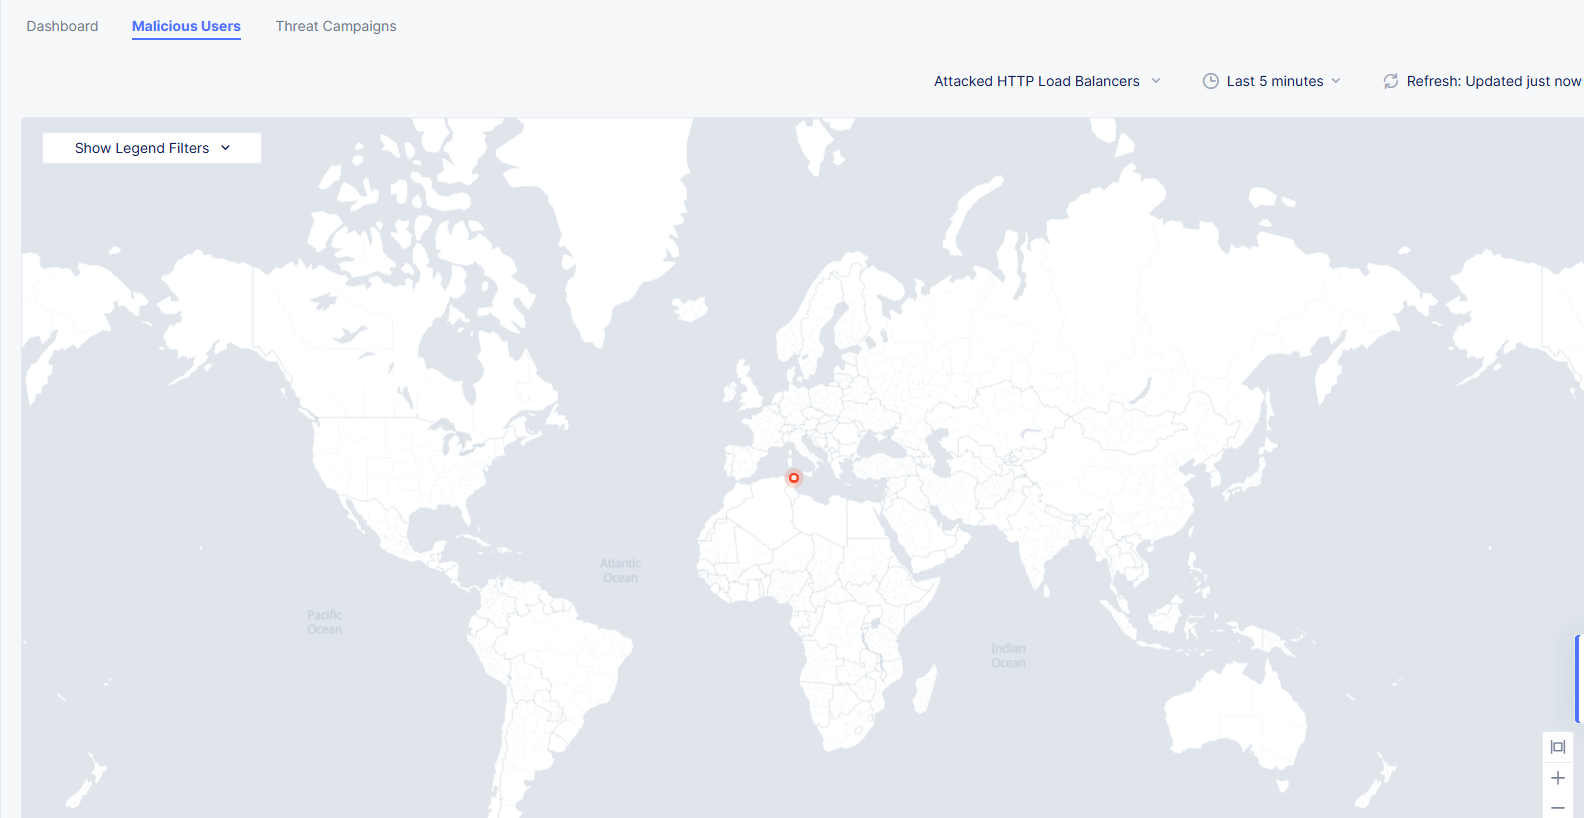 Dashboard
Malicious Users
Threat Campaigns
Attacked HTTP Load Balancers
Last 5 minutes
Refresh: Updated just now
Show Legend Filters
Atlantic
Ocean
Pacific
Ocean
Indian
Ocean